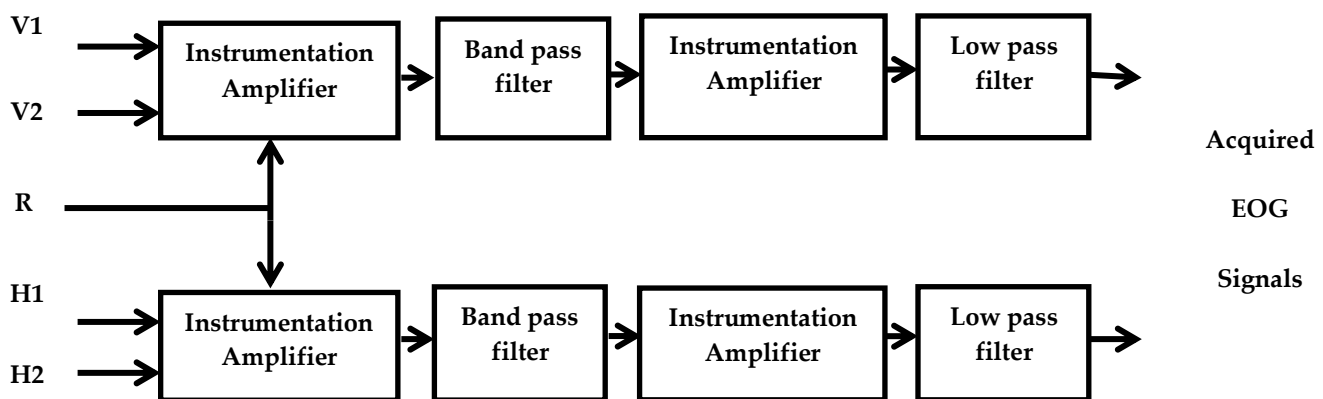 V1
V2
R
H1
H2
Instrumentation
Amplifier
Band pass
filter
Instrumentation
Amplifier
Low pass
filter
Instrumentation
Amplifier
Band pass
filter
Instrumentation
Amplifier
Low pass
filter
Acquired
EOG
Signals